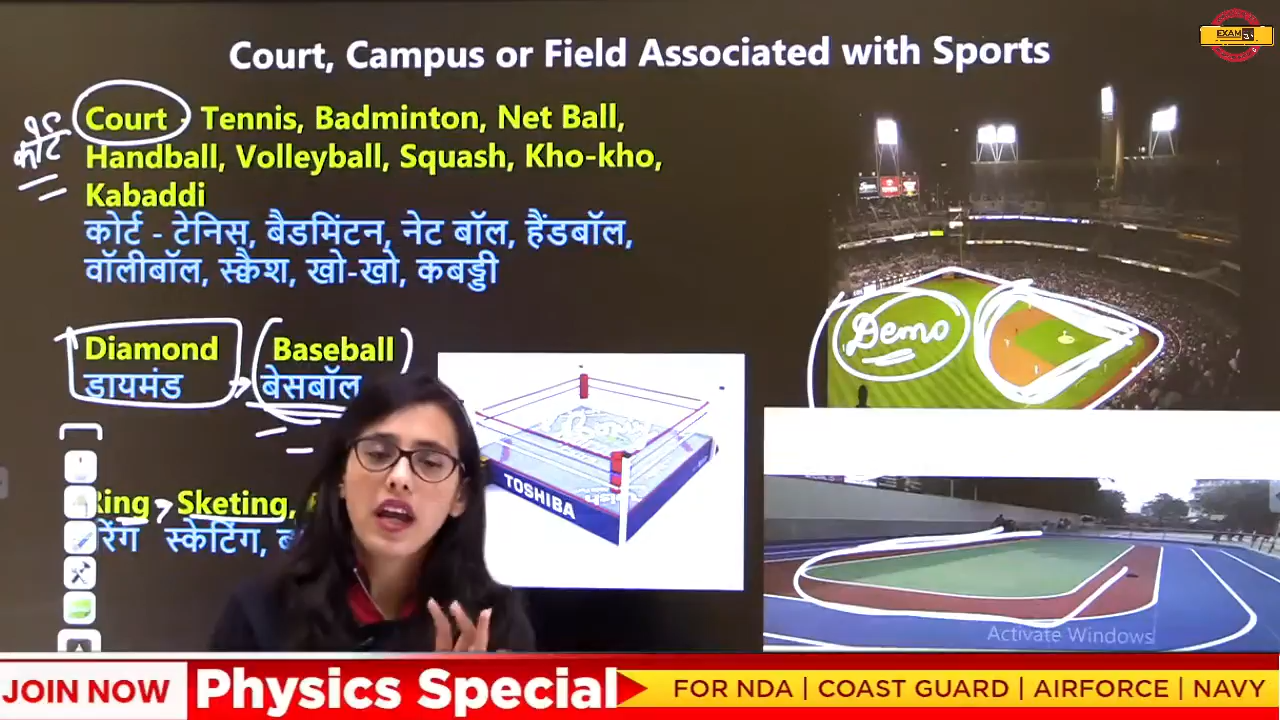 Court, Campus or Field Associated with Sports
EXAM
Court - Tennis, Badminton, Net Ball,
Handball, Volleyball, Squash, Kho-kho,
Kabaddi
कोर्ट
कोर्ट - टेनिस, बैडमिंटन, नेट बॉल, हैंडबॉल,
वॉलीबॉल, स्क्वैश, खो-खो, कबड्डी
Demo
Diamond Baseball
डायमंड बेसबॉल
TOSHIBA
Ring Sketing,
रिंग स्केटिंग,
Activate Windows
JOIN NOW
Physics Special
FOR NDA | COAST GUARD | AIRFORCE | NAVY